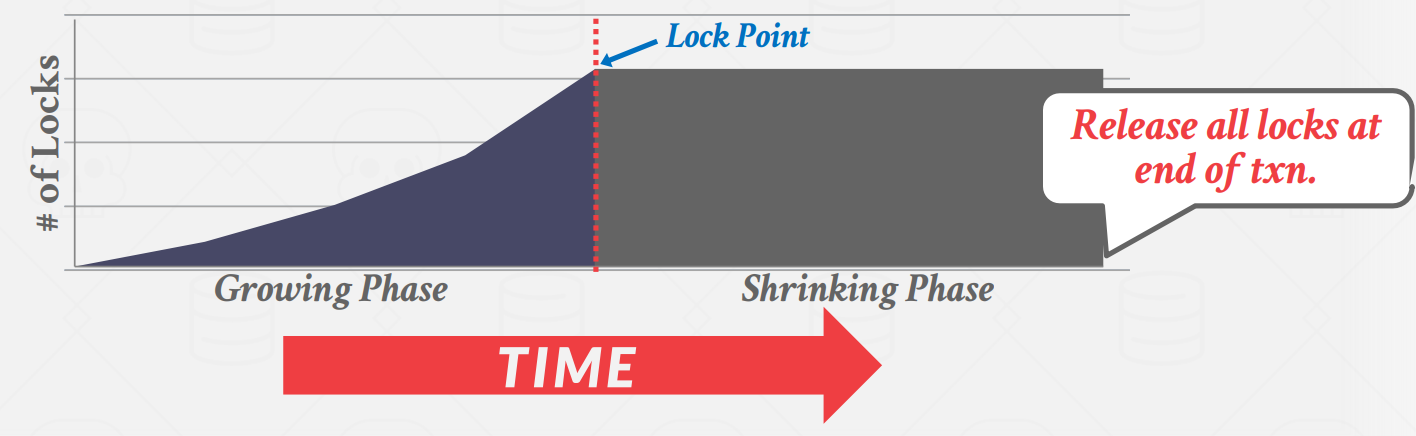 # of Locks
Lock Point
Release all locks at
end of txn.
Growing Phase
Shrinking Phase
TIME